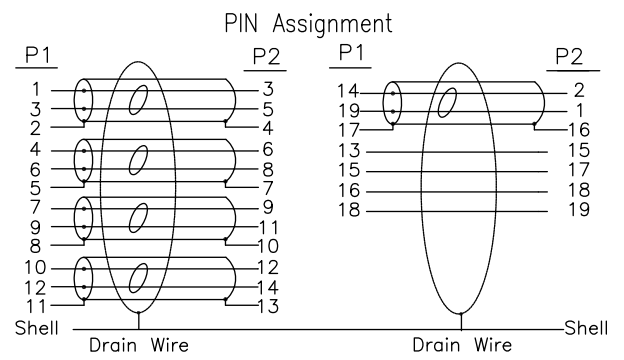 PIN Assignment
P1 P2 P1 P2
1 3 14 2
3 5 19 1
2 4 17 16
4 6 13 15
6 8 15 17
5 7 16 18
7 9 18 19
9 11
8 10
10 12
12 14
11 13
Shell Shell
Drain Wire Drain Wire